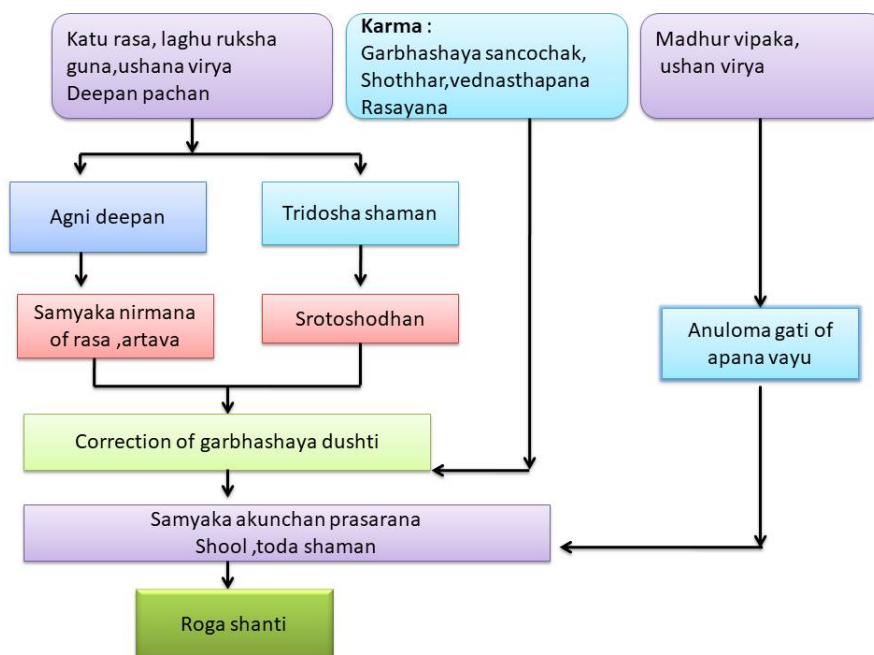 Katu rasa, laghu ruksha
guna,ushana virya
Deepan pachan
Karma :
Garbhashaya sancochak,
Shothhar,vednasthapana
Rasayana
Madhur vipaka,
ushan virya
Agni deepan
Tridosha shaman
Samyaka nirmana
of rasa ,artava
Srotoshodhan
Anuloma gati of
apana vayu
Correction of garbhashaya dushti
Samyaka akunchan prasarana
Shool ,toda shaman
Roga shanti